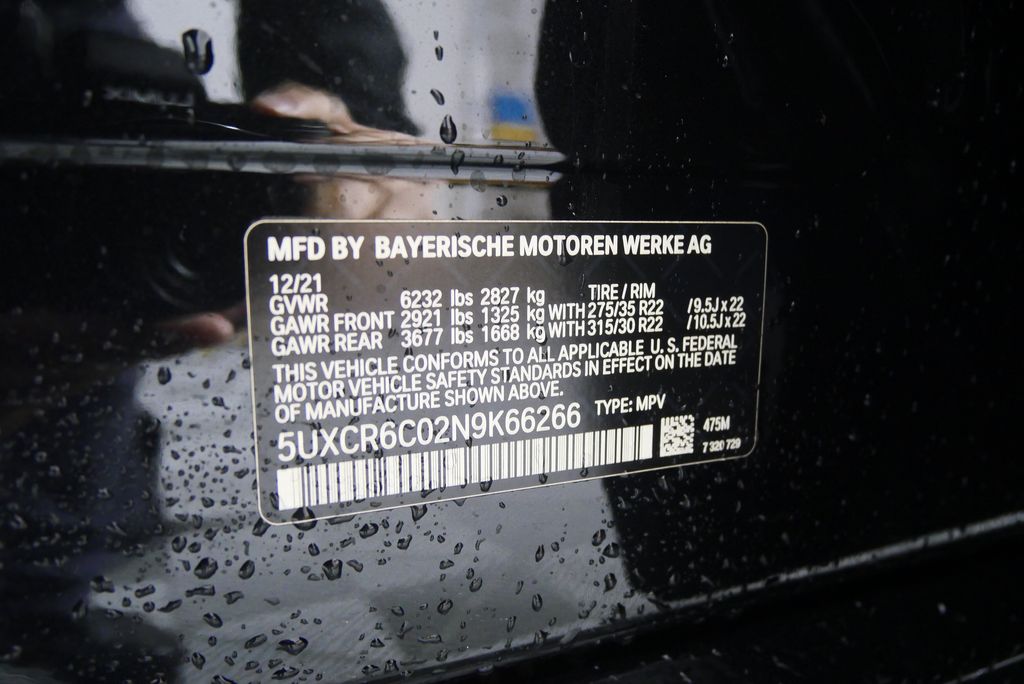 MFD BY BAYERISCHE MOTOREN WERKE AG
12/21
GVWR 6232 lbs 2827 kg TIRE / RIM
GAWR FRONT 2921 lbs 1325 kg WITH 275/35 R22 /9.5J x 22
GAWR REAR 3677 lbs 1668 kg WITH 315/30 R22 /10.5J x 22
THIS VEHICLE CONFORMS TO ALL APPLICABLE U.S. FEDERAL
MOTOR VEHICLE SAFETY STANDARDS IN EFFECT ON THE DATE
OF MANUFACTURE SHOWN ABOVE.
5UXCR6C02N9K66266 TYPE: MPV
475M
7 320 729